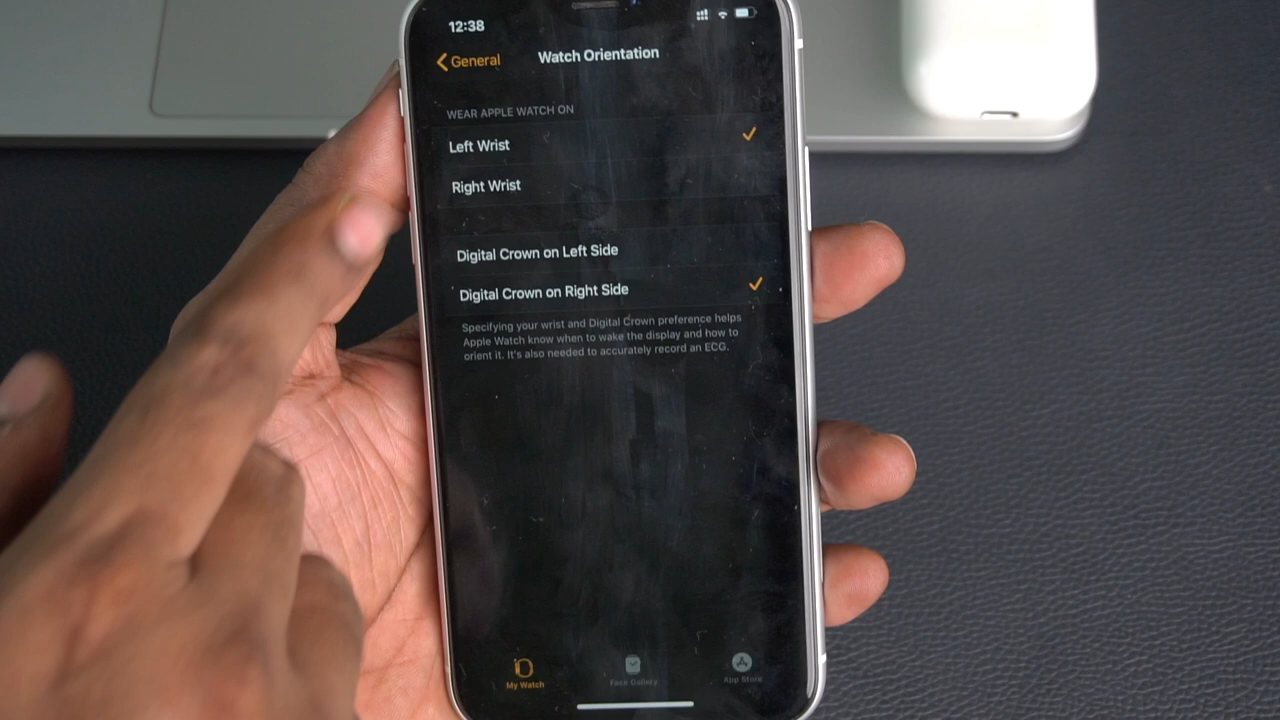 12:38
General
Watch Orientation
WEAR APPLE WATCH ON
Left Wrist
Right Wrist
Digital Crown on Left Side
Digital Crown on Right Side
Specifying your wrist and Digital Crown preference helps
Apple Watch know when to wake the display and how to
orient it. It's also needed to accurately record an ECG.
My Watch
Face Gallery
App Store